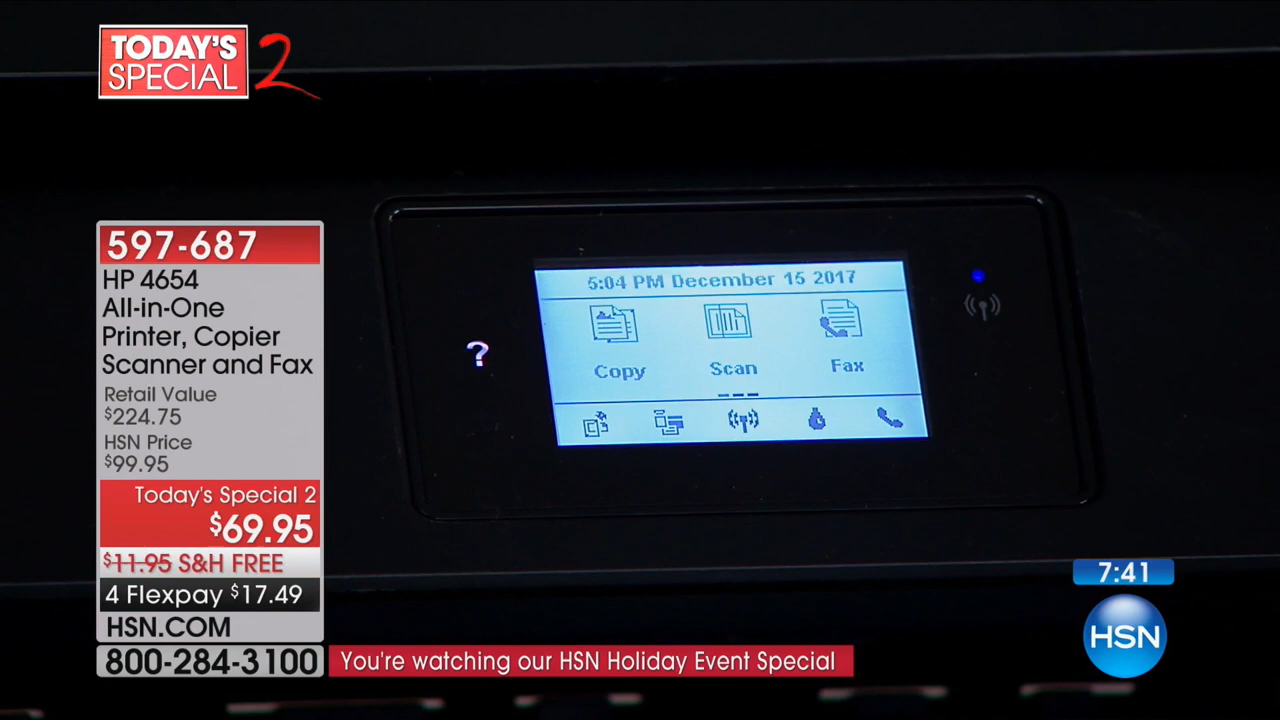 TODAY'S
SPECIAL 2
597-687
HP 4654
All-in-One
Printer, Copier
Scanner and Fax
Retail Value
$224.75
HSN Price
$99.95
Today's Special 2
$69.95
$11.95 S&H FREE
4 Flexpay $17.49
HSN.COM
800-284-3100
You're watching our HSN Holiday Event Special
5:04 PM December 15 2017
Copy
Scan
Fax
?
7:41
HSN